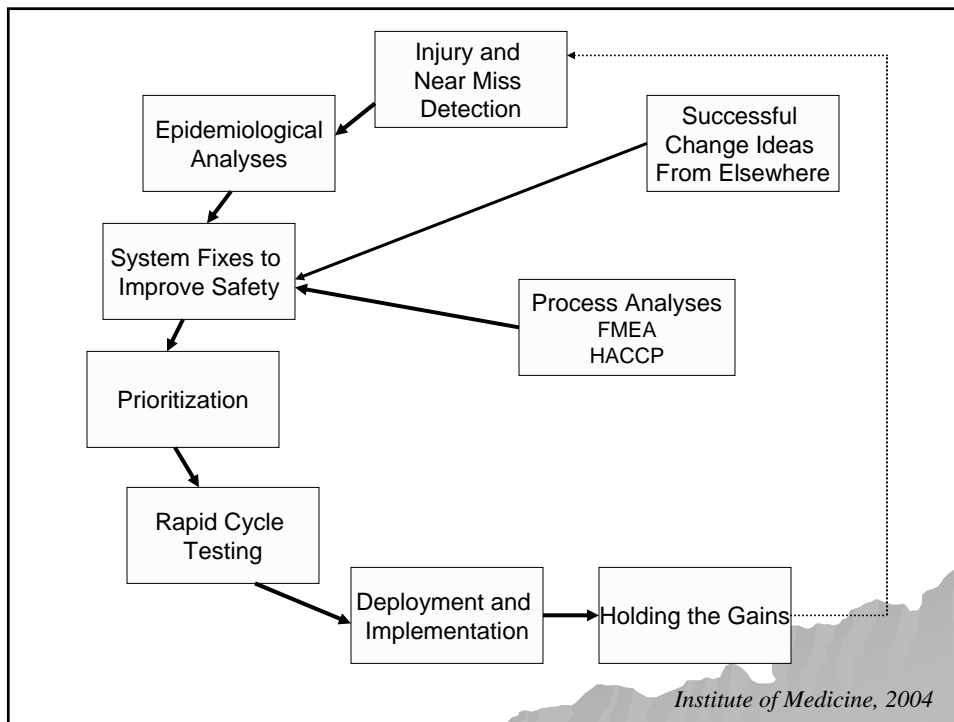 Injury and
Near Miss
Detection
Epidemiological
Analyses
Successful
Change Ideas
From Elsewhere
System Fixes to
Improve Safety
Process Analyses
FMEA
HACCP
Prioritization
Rapid Cycle
Testing
Deployment and
Implementation
Holding the Gains
Institute of Medicine, 2004